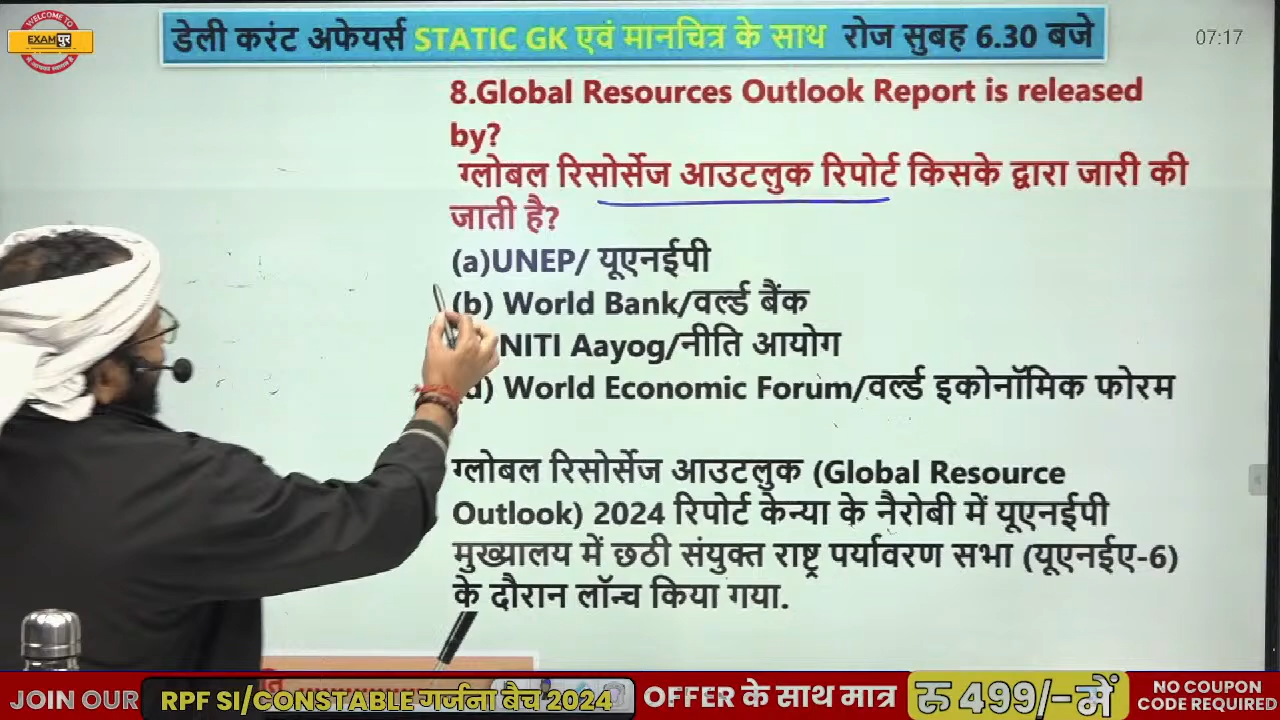 WELCOME TO
EXAMपुर
डेली करंट अफेयर्स STATIC GK एवं मानचित्र के साथ रोज सुबह 6.30 बजे
07:17
8.Global Resources Outlook Report is released
by?
ग्लोबल रिसोर्सेज आउटलुक रिपोर्ट किसके द्वारा जारी की
जाती है?
(a)UNEP/ यूएनईपी
(b) World Bank/वर्ल्ड बैंक
NITI Aayog/नीति आयोग
d) World Economic Forum/वर्ल्ड इकोनॉमिक फोरम
ग्लोबल रिसोर्सेज आउटलुक (Global Resource
Outlook) 2024 रिपोर्ट केन्या के नैरोबी में यूएनईपी
मुख्यालय में छठी संयुक्त राष्ट्र पर्यावरण सभा (यूएनईए-6)
के दौरान लॉन्च किया गया.
JOIN OUR RPF SI/CONSTABLE गर्जना बैच 2024 OFFER के साथ मात्र रु 499/-में NO COUPON
CODE REQUIRED